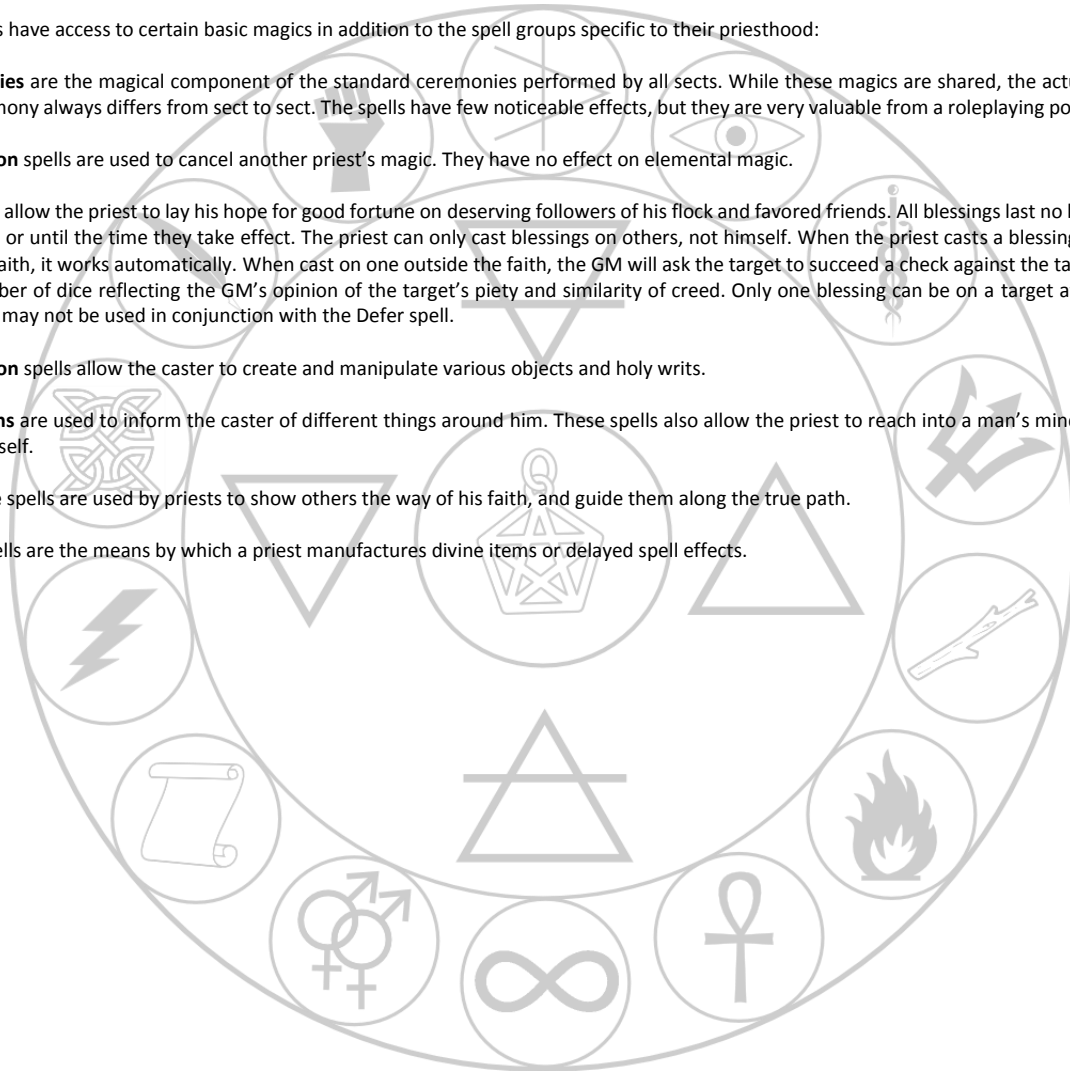 s have access to certain basic magics in addition to the spell groups specific to their priesthood:
ies are the magical component of the standard ceremonies performed by all sects. While these magics are shared, the actu
mony always differs from sect to sect. The spells have few noticeable effects, but they are very valuable from a roleplaying po
on spells are used to cancel another priest’s magic. They have no effect on elemental magic.
allow the priest to lay his hope for good fortune on deserving followers of his flock and favored friends. All blessings last no l
or until the time they take effect. The priest can only cast blessings on others, not himself. When the priest casts a blessing
aith, it works automatically. When cast on one outside the faith, the GM will ask the target to succeed a check against the ta
ber of dice reflecting the GM’s opinion of the target’s piety and similarity of creed. Only one blessing can be on a target a
may not be used in conjunction with the Defer spell.
on spells allow the caster to create and manipulate various objects and holy writs.
ns are used to inform the caster of different things around him. These spells also allow the priest to reach into a man’s mind
self.
e spells are used by priests to show others the way of his faith, and guide them along the true path.
ells are the means by which a priest manufactures divine items or delayed spell effects.